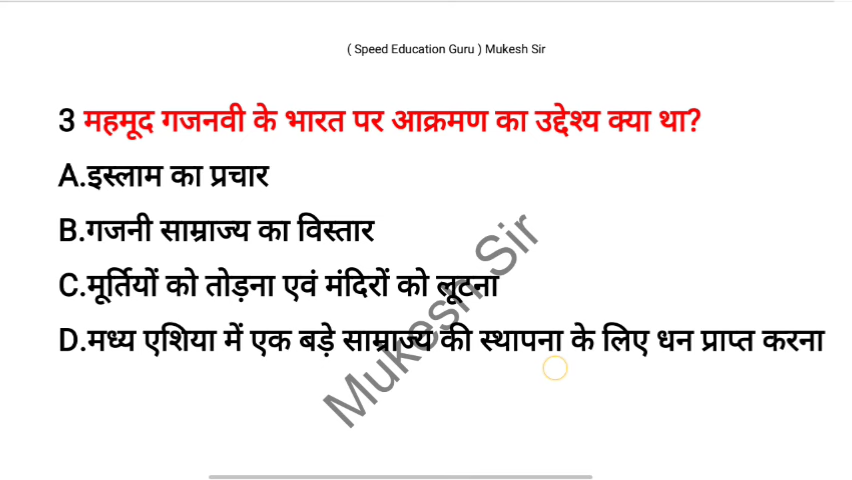 ( Speed Education Guru ) Mukesh Sir
3 महमूद गजनवी के भारत पर आक्रमण का उद्देश्य क्या था?
A.इस्लाम का प्रचार
B.गजनी साम्राज्य का विस्तार
C.मूर्तियों को तोड़ना एवं मंदिरों को लूटना
D.मध्य एशिया में एक बड़े साम्राज्य की स्थापना के लिए धन प्राप्त करना
Mukesh Sir